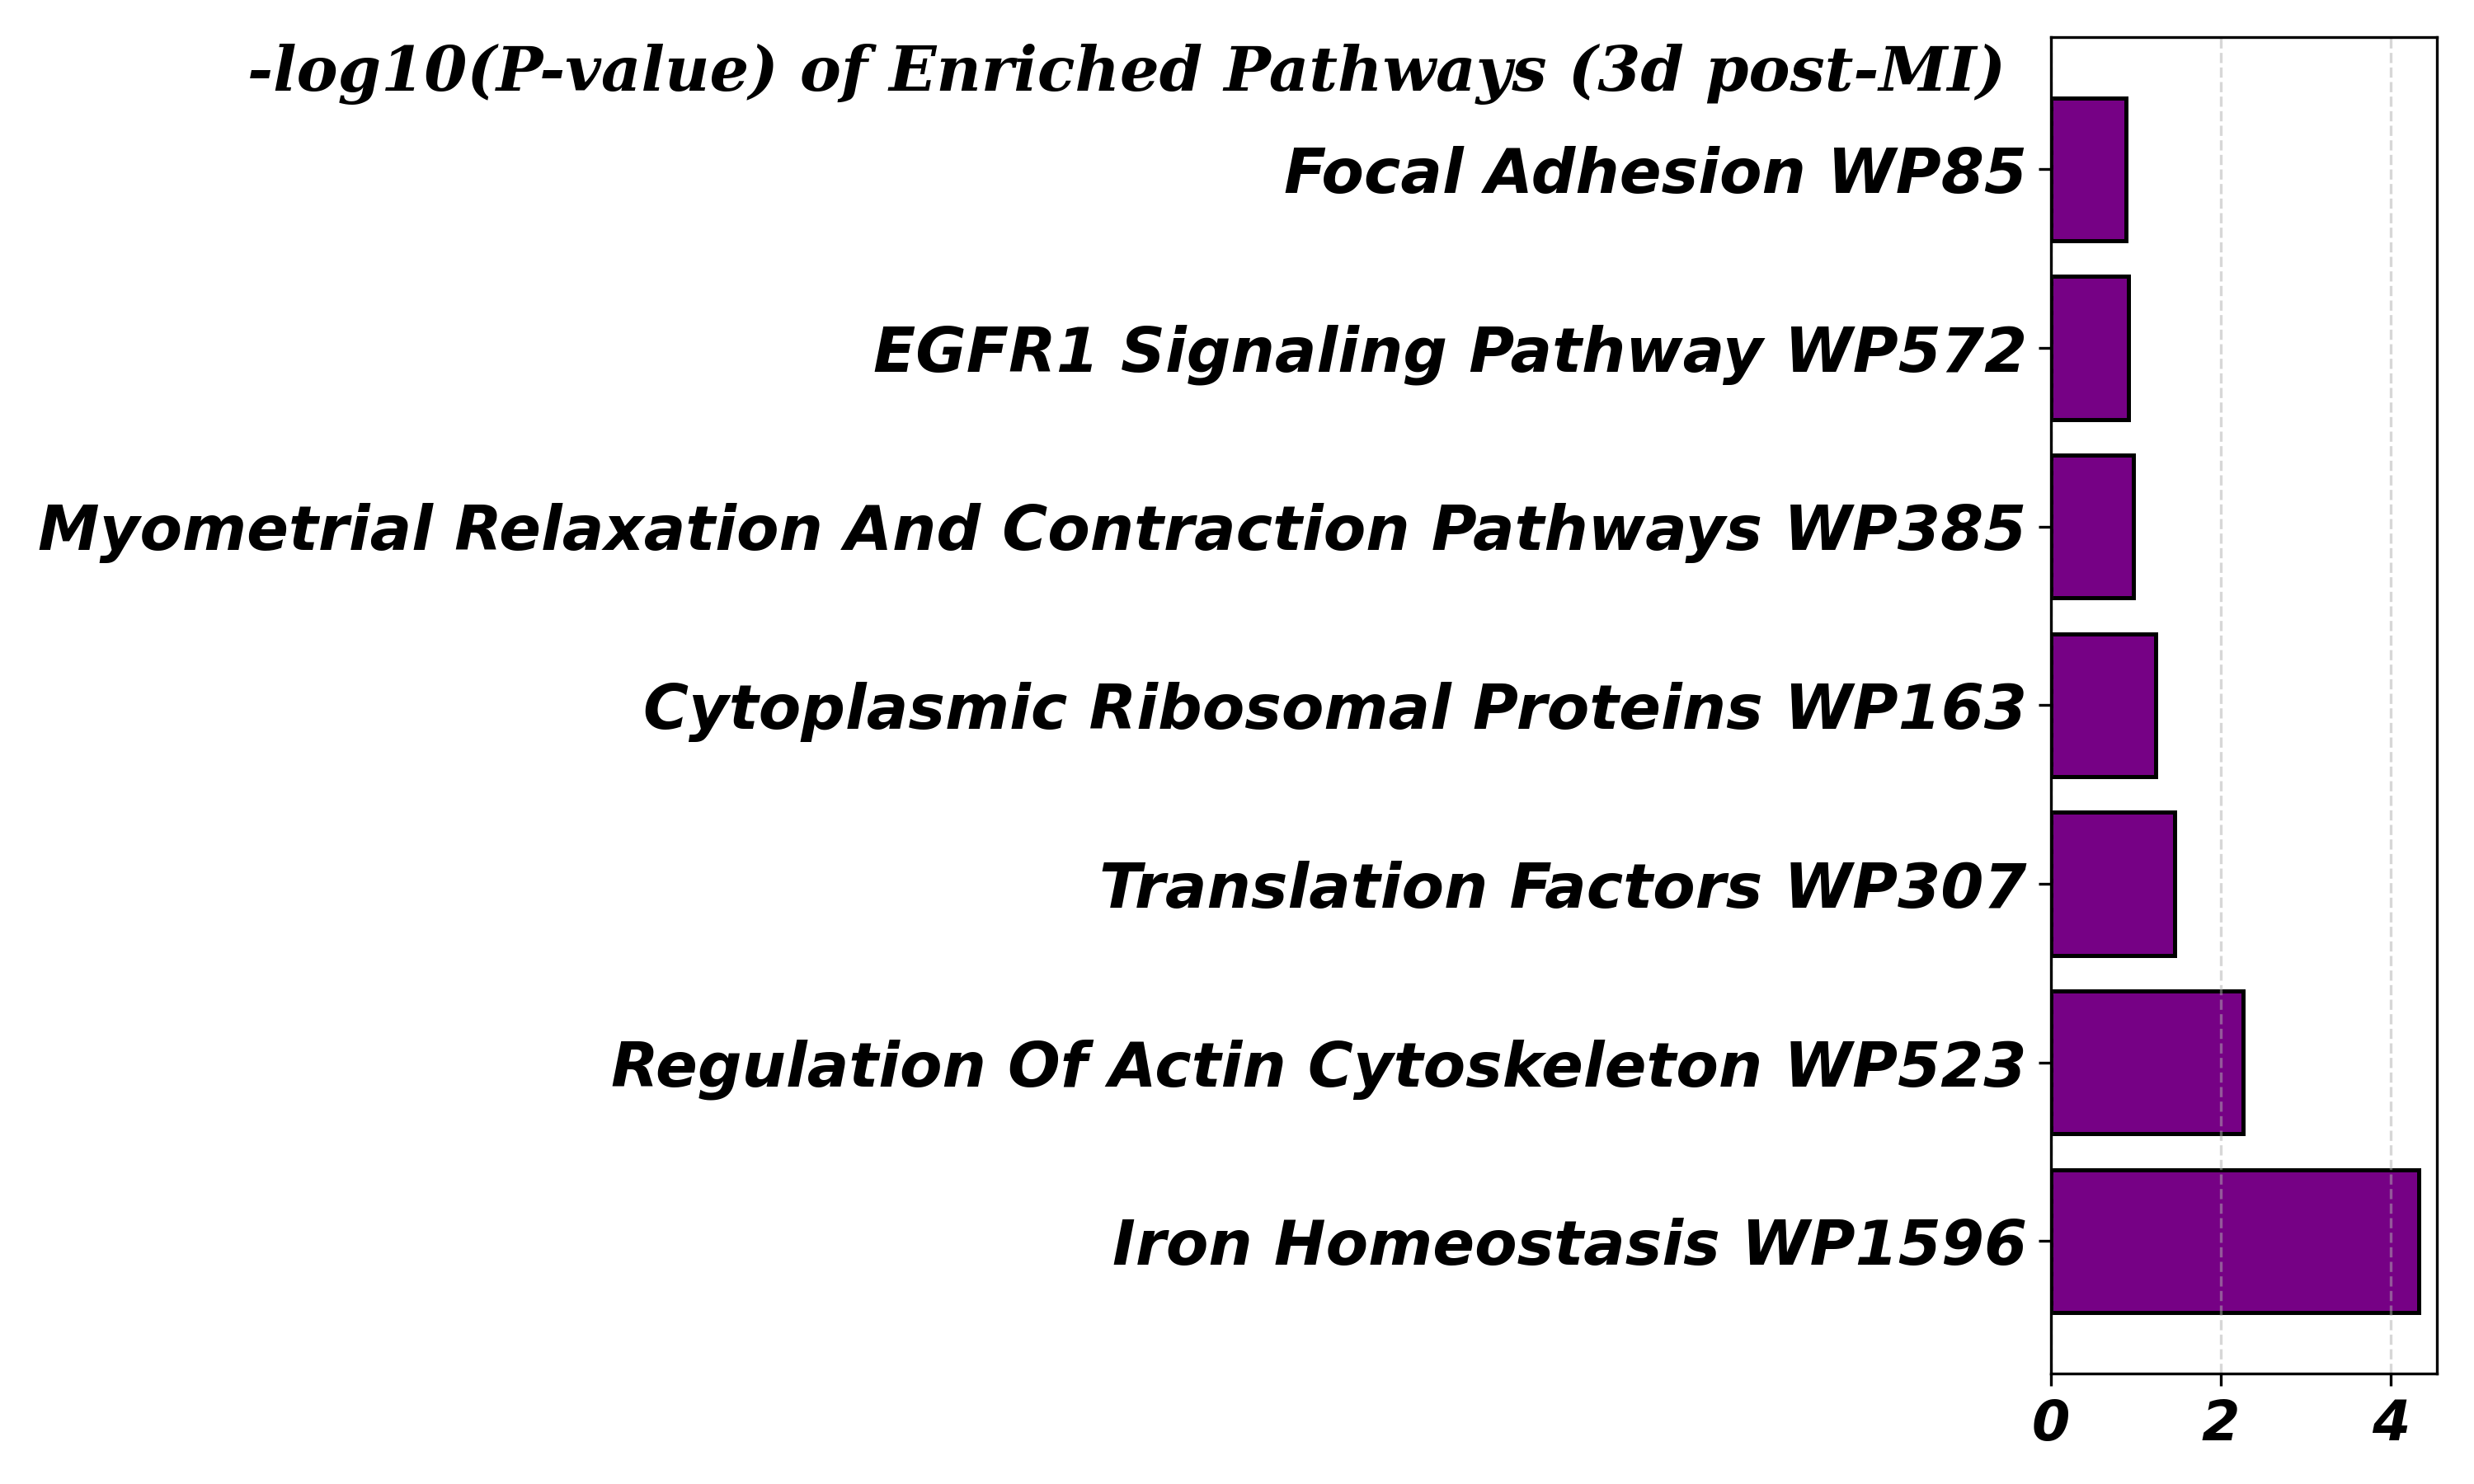 -log10(P-value) of Enriched Pathways (3d post-MI)
Focal Adhesion WP85
EGFR1 Signaling Pathway WP572
Myometrial Relaxation And Contraction Pathways WP385
Cytoplasmic Ribosomal Proteins WP163
Translation Factors WP307
Regulation Of Actin Cytoskeleton WP523
Iron Homeostasis WP1596
0 2 4